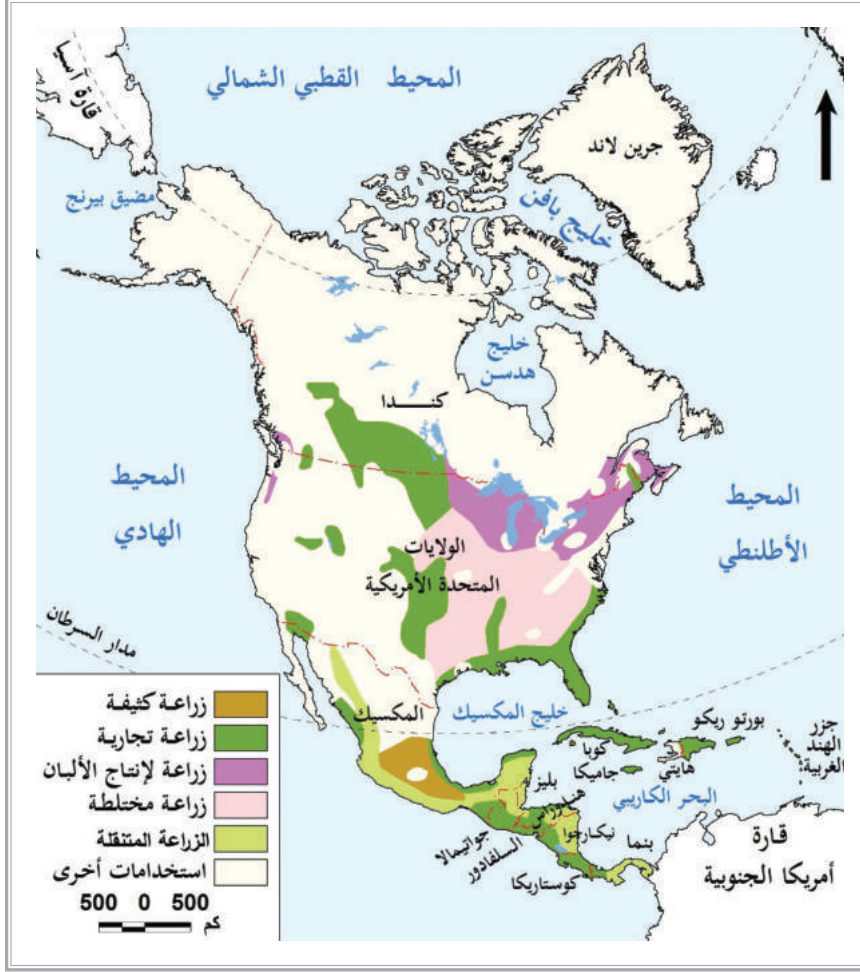 المحيط القطبي الشمالي
قارة آسيا
جرين لاند
مضيق بيرنج
خليج بافن
خليج
هدسن
كنــدا
المحيط
الهادي
المحيط
الأطلنطي
الولايات
المتحدة الأمريكية
مدار السرطان
المكسيك
خليج المكسيك
بورتو ريكو
جزر
الهند
الغربية
كوبا
هايتي
جاميكا
بليز
هندوراس
البحر الكاريبي
نيكارجوا
جواتيمالا
السلفادور
بنما
كوستاريكا
قارة
أمريكا الجنوبية
زراعة كثيفة
زراعة تجارية
زراعة لإنتاج الألبان
زراعة مختلطة
الزراعة المتنقلة
استخدامات أخرى
500 0 500
كم